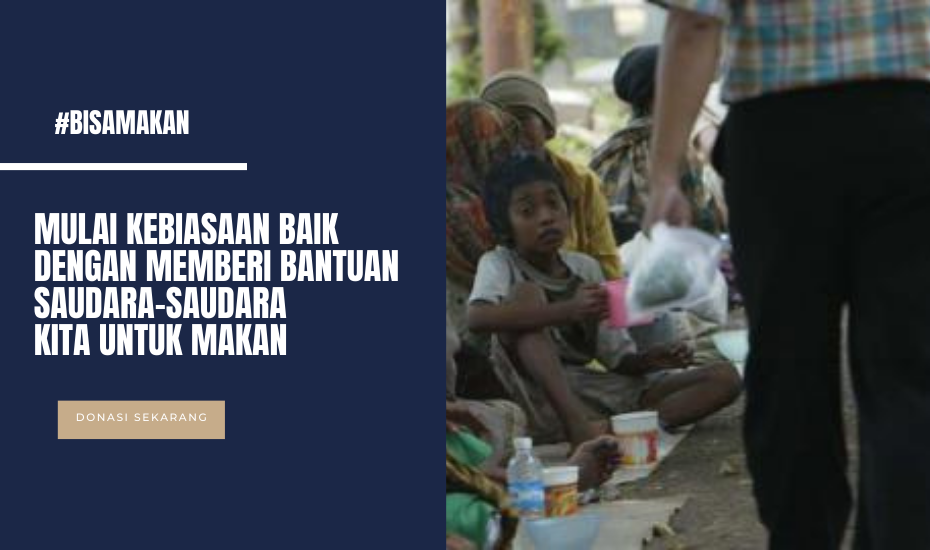 #BISAMAKAN
MULAI KEBIASAAN BAIK
DENGAN MEMBERI BANTUAN
SAUDARA-SAUDARA
KITA UNTUK MAKAN
DONASI SEKARANG